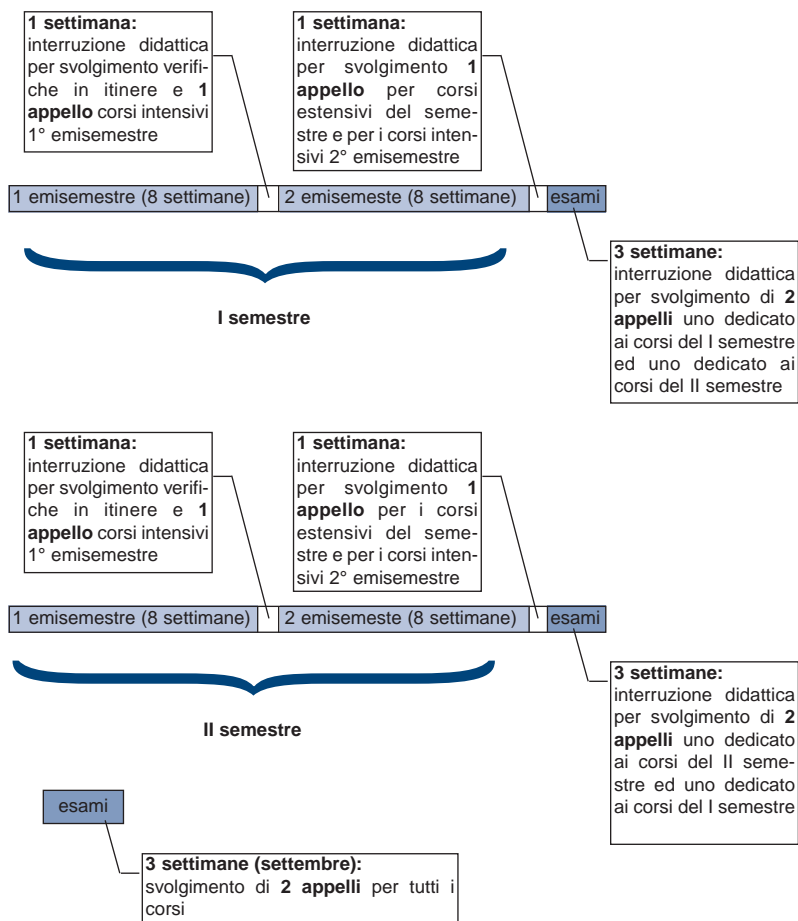 1 settimana:
interruzione didattica
per svolgimento verifi-
che in itinere e 1
appello corsi intensivi
1° emisemestre
1 settimana:
interruzione didattica
per svolgimento 1
appello per corsi
estensivi del seme-
stre e per i corsi inten-
sivi 2° emisemestre
1 emisemestre (8 settimane)
2 emisemeste (8 settimane)
esami
3 settimane:
interruzione didattica
per svolgimento di 2
appelli uno dedicato
ai corsi del I semestre
ed uno dedicato ai
corsi del II semestre
I semestre
1 settimana:
interruzione didattica
per svolgimento verifi-
che in itinere e 1
appello corsi intensivi
1° emisemestre
1 settimana:
interruzione didattica
per svolgimento 1
appello per i corsi
estensivi del seme-
stre e per i corsi inten-
sivi 2° emisemestre
1 emisemestre (8 settimane)
2 emisemeste (8 settimane)
esami
3 settimane:
interruzione didattica
per svolgimento di 2
appelli uno dedicato
ai corsi del II seme-
stre ed uno dedicato
ai corsi del I semestre
II semestre
esami
3 settimane (settembre):
svolgimento di 2 appelli per tutti i
corsi